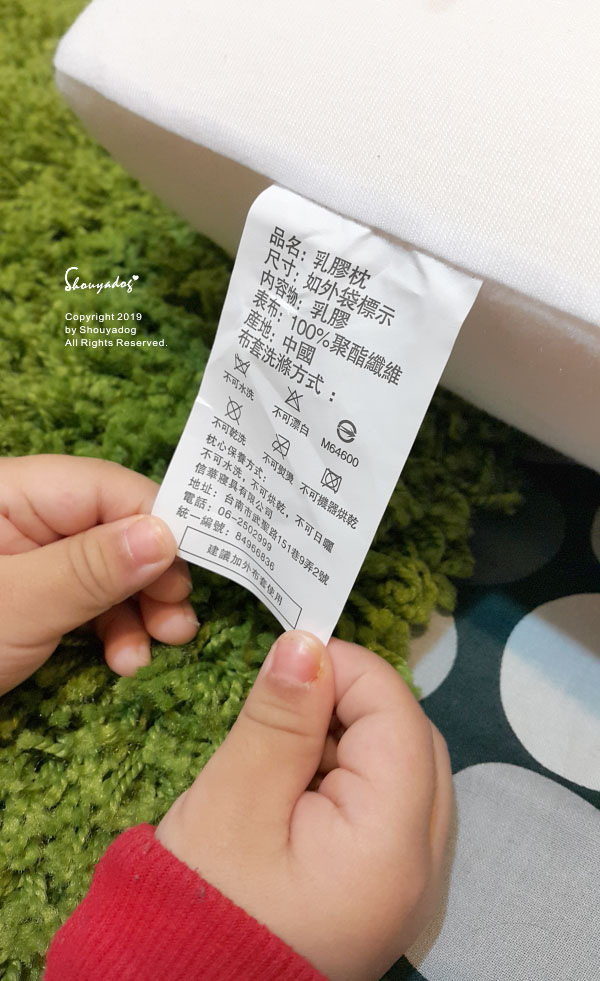 Shouyadog
Copyright 2019
by Shouyadog
All Rights Reserved.
品名: 乳膠枕
尺寸: 如外袋標示
內容物: 乳膠
表布: 100%聚酯纖維
產地: 中國
布套洗滌方式：
不可水洗 不可漂白 M64600
不可乾洗 不可熨燙 不可機器烘乾
枕心保養方式:
不可水洗，不可烘乾，不可日曬
信華寢具有限公司
地址: 台南市武聖路151巷9弄2號
電話: 06-2502999
統一編號: 84966836
建議加外布套使用